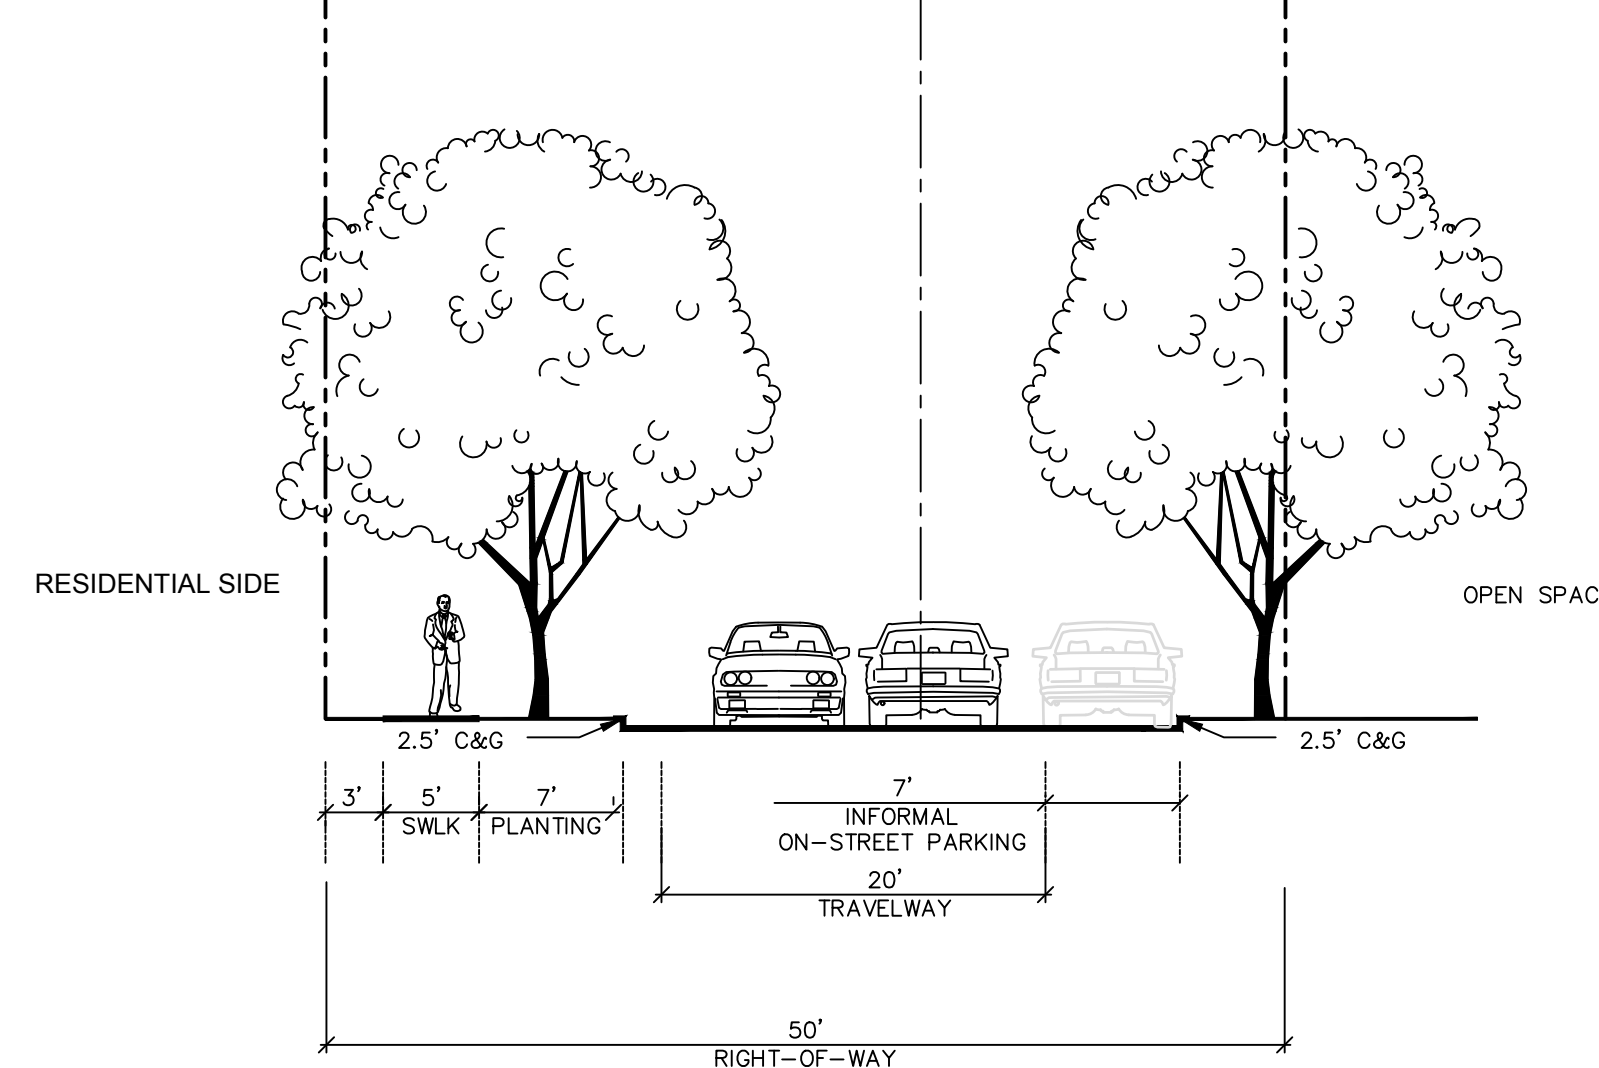 RESIDENTIAL SIDE
OPEN SPAC
2.5' C&G
2.5' C&G
3'
5'
SWLK
7'
PLANTING
7'
INFORMAL
ON-STREET PARKING
20'
TRAVELWAY
50'
RIGHT-OF-WAY